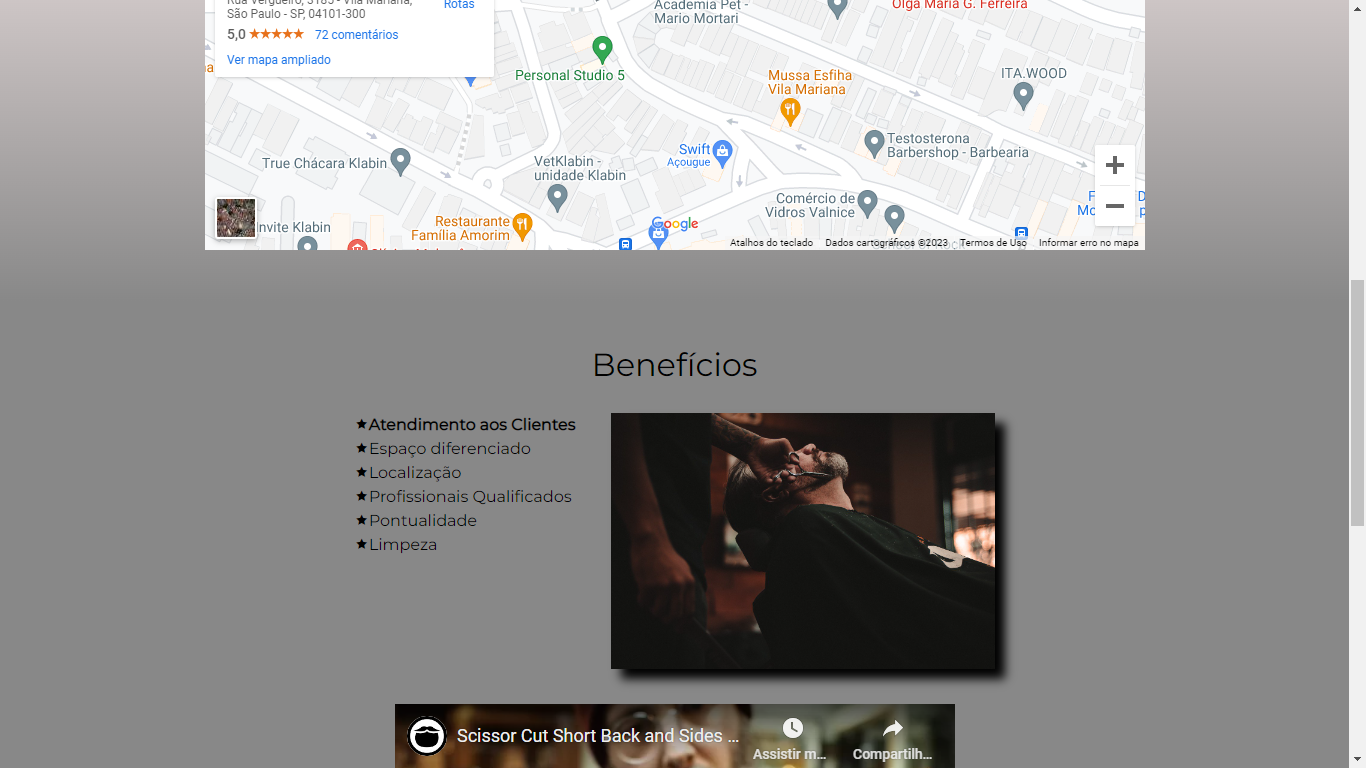 Rua Vergueiro, 3185 - Vila Mariana,
São Paulo - SP, 04101-300
Rotas
5,0 ★★★★★ 72 comentários
Ver mapa ampliado
Academia Pet -
Mario Mortari
Olga Maria G. Ferreira
Personal Studio 5
Mussa Esfiha
Vila Mariana
ITA.WOOD
True Chácara Klabin
VetKlabin -
unidade Klabin
Swift
Açougue
Testosterona
Barbershop - Barbearia
Comércio de
Vidros Valnice
nvite Klabin
Restaurante
Família Amorim
Google
Atalhos do teclado
Dados cartográficos ©2023
Termos de Uso
Informar erro no mapa
Benefícios
★Atendimento aos Clientes
★Espaço diferenciado
★Localização
★Profissionais Qualificados
★Pontualidade
★Limpeza
Scissor Cut Short Back and Sides ...
Assistir m...
Compartilh...